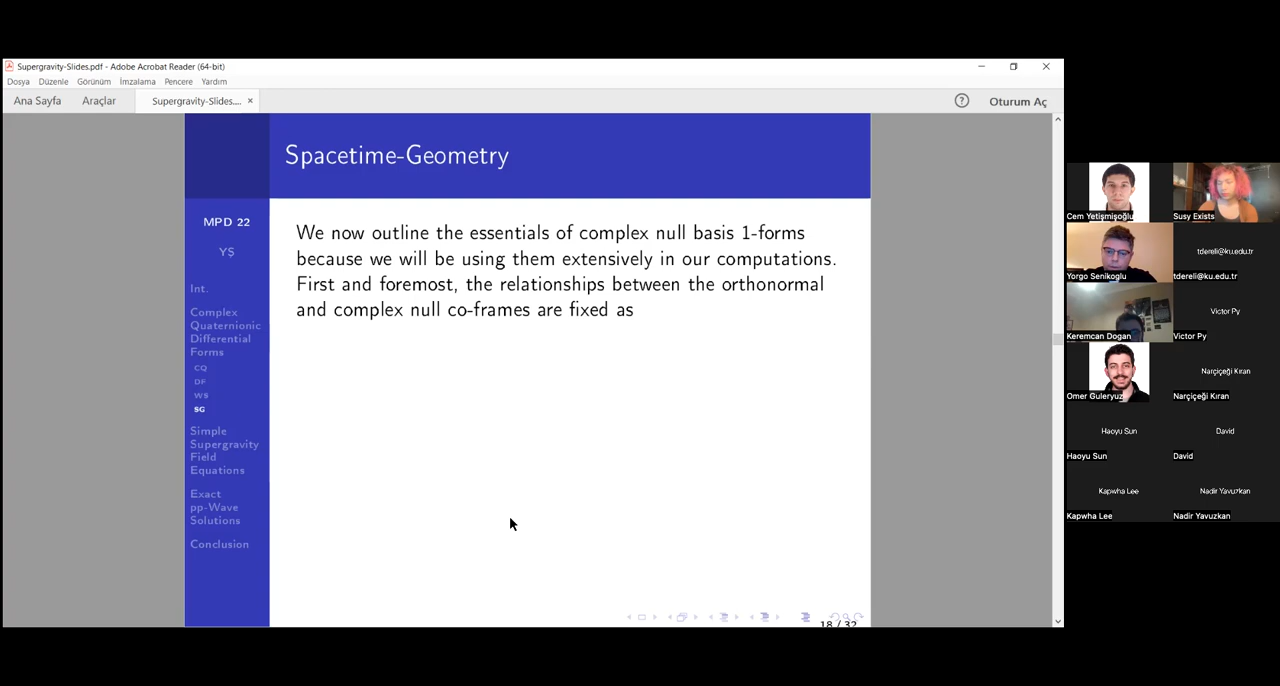 Supergravity-Slides.pdf - Adobe Acrobat Reader (64-bit)
Dosya Düzenle Görünüm İmzalama Pencere Yardım
Ana Sayfa Araçlar Supergravity-Slides.... × Oturum Aç
Spacetime-Geometry
MPD 22
YŞ
Int.
Complex
Quaternionic
Differential
Forms
CQ
DF
WS
SG
Simple
Supergravity
Field
Equations
Exact
pp-Wave
Solutions
Conclusion
We now outline the essentials of complex null basis 1-forms
because we will be using them extensively in our computations.
First and foremost, the relationships between the orthonormal
and complex null co-frames are fixed as
18 / 32
Cem Yetişmişoğlu
Susy Exists
Yorgo Senikoglu
tdereli@ku.edu.tr
tdereli@ku.edu.tr
Keremcan Dogan
Victor Py
Victor Py
Omer Guleryuz
Narçiçeği Kıran
Narçiçeği Kıran
Haoyu Sun
Haoyu Sun
David
David
Kapwha Lee
Kapwha Lee
Nadir Yavuzkan
Nadir Yavuzkan